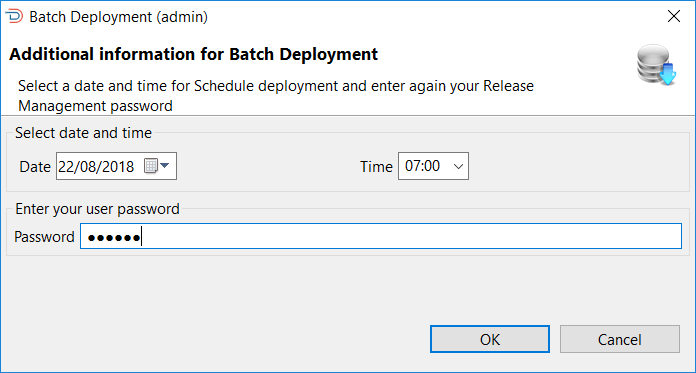 Batch Deployment (admin)
Additional information for Batch Deployment
Select a date and time for Schedule deployment and enter again your Release
Management password
Select date and time
Date 22/08/2018 Time 07:00
Enter your user password
Password ●●●●●●
OK Cancel